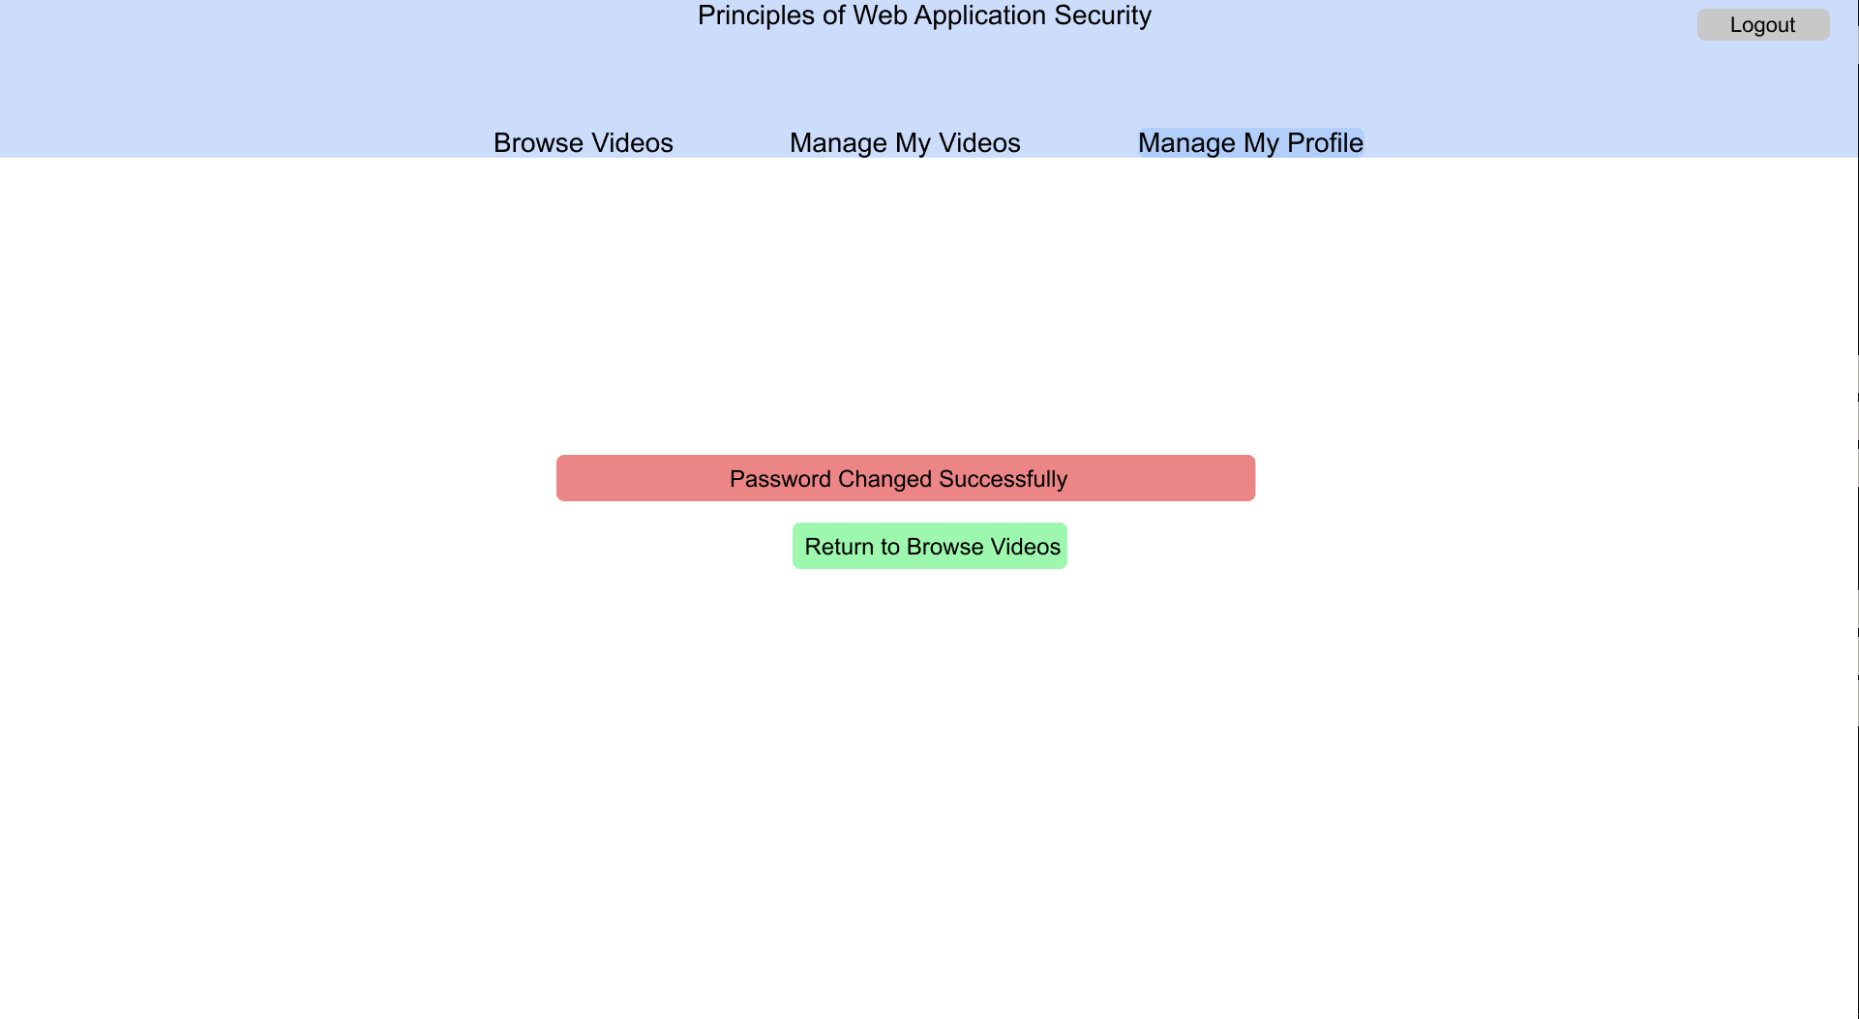 Principles of Web Application Security
Logout
Browse Videos
Manage My Videos
Manage My Profile
Password Changed Successfully
Return to Browse Videos